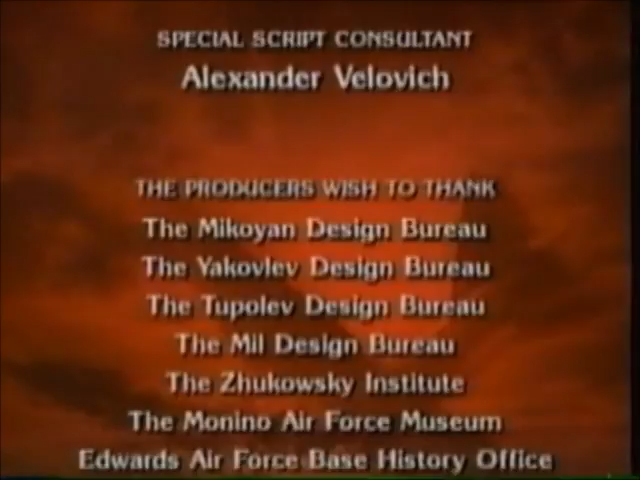 SPECIAL SCRIPT CONSULTANT
Alexander Velovich
THE PRODUCERS WISH TO THANK
The Mikoyan Design Bureau
The Yakovlev Design Bureau
The Tupolev Design Bureau
The Mil Design Bureau
The Zhukowsky Institute
The Monino Air Force Museum
Edwards Air Force Base History Office